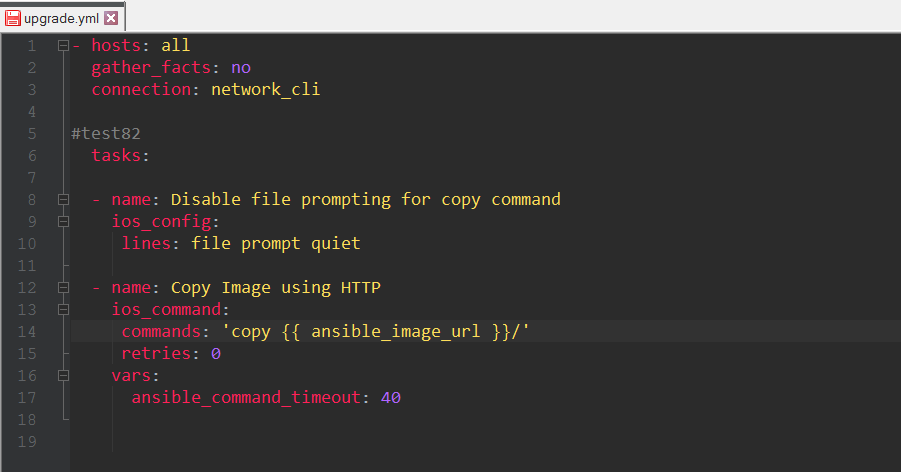 upgrade.yml
1 - hosts: all
2   gather_facts: no
3   connection: network_cli
4
5 #test82
6   tasks:
7
8   - name: Disable file prompting for copy command
9     ios_config:
10      lines: file prompt quiet
11
12   - name: Copy Image using HTTP
13     ios_command:
14      commands: 'copy {{ ansible_image_url }}/'
15      retries: 0
16     vars:
17       ansible_command_timeout: 40
18
19